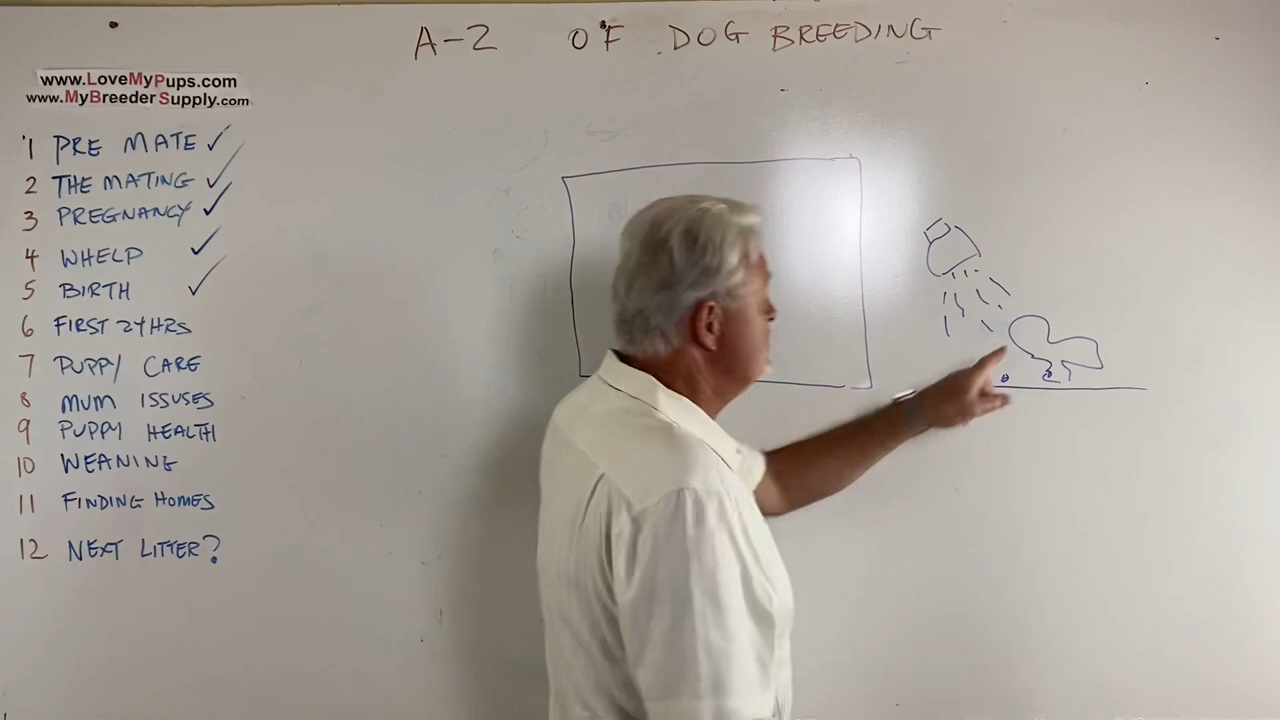 A-Z OF DOG BREEDING
www.LoveMyPups.com
www.MyBreederSupply.com
1 PRE MATE ✓
2 THE MATING ✓
3 PREGNANCY ✓
4 WHELP ✓
5 BIRTH ✓
6 FIRST 24HRS
7 PUPPY CARE
8 MUM ISSUSES
9 PUPPY HEALTH
10 WEANING
11 FINDING HOMES
12 NEXT LITTER?